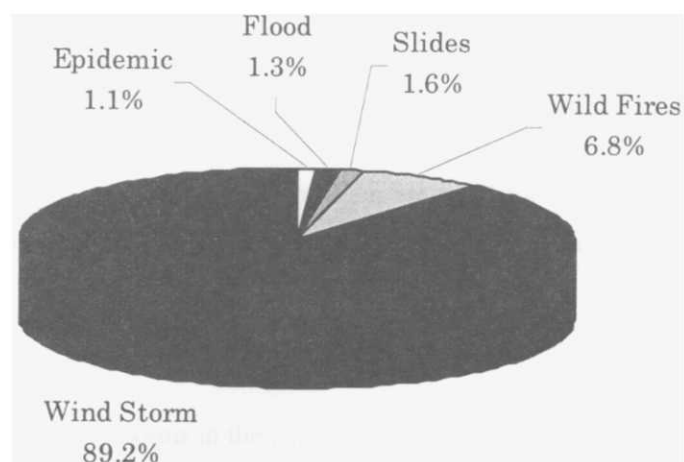 Flood
1.3%
Slides
1.6%
Epidemic
1.1%
Wild Fires
6.8%
Wind Storm
89.2%